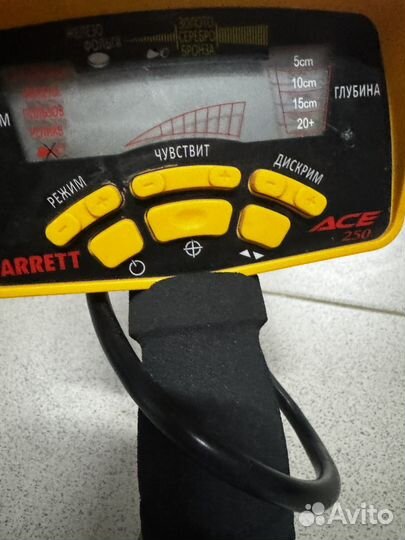 ЖЕЛЕЗО
ФОЛЬГА
ЗОЛОТО
СЕРЕБРО
БРОНЗА
5cm
10cm
15cm
20+
ГЛУБИНА
РЕЖИМ
ЧУВСТВИТ
ДИСКРИМ
ARRETT
ACE
250
Avito